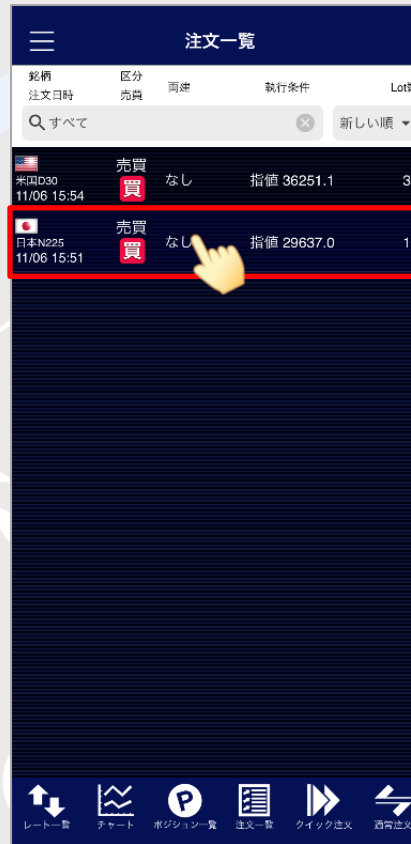 注文一覧
銘柄 区分 両建 執行条件 Lot
注文日時 売買
すべて 新しい順
米国D30 売買 なし 指値 36251.1 3
11/06 15:54 買
日本N225 売買 なし 指値 29637.0 1
11/06 15:51 買
P
レート一覧 チャート ポジション一覧 注文一覧 クイック注文 通常注文